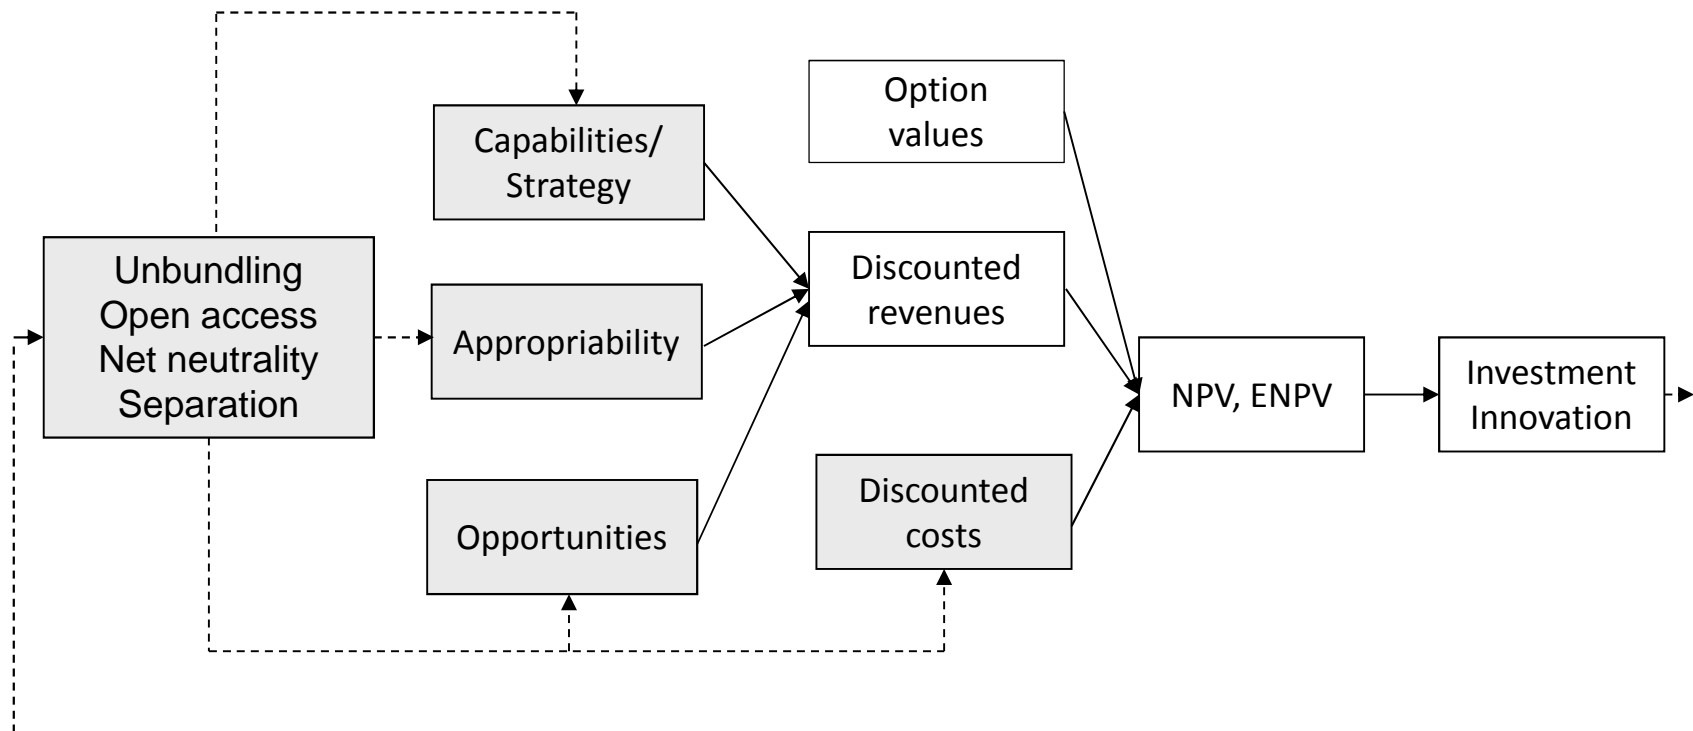 Option
values
Capabilities/
Strategy
Unbundling
Open access
Net neutrality
Separation
Discounted
revenues
Appropriability
NPV, ENPV
Investment
Innovation
Opportunities
Discounted
costs